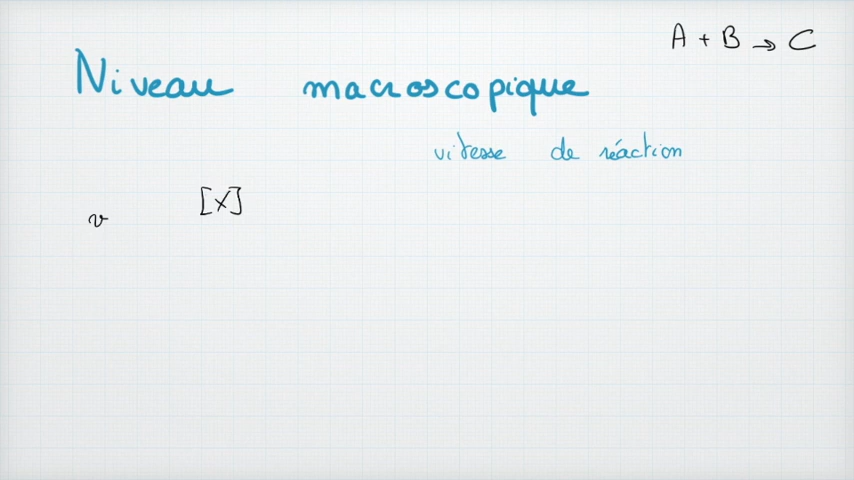 A + B → C
Niveau macroscopique
vitesse de réaction
v [X]